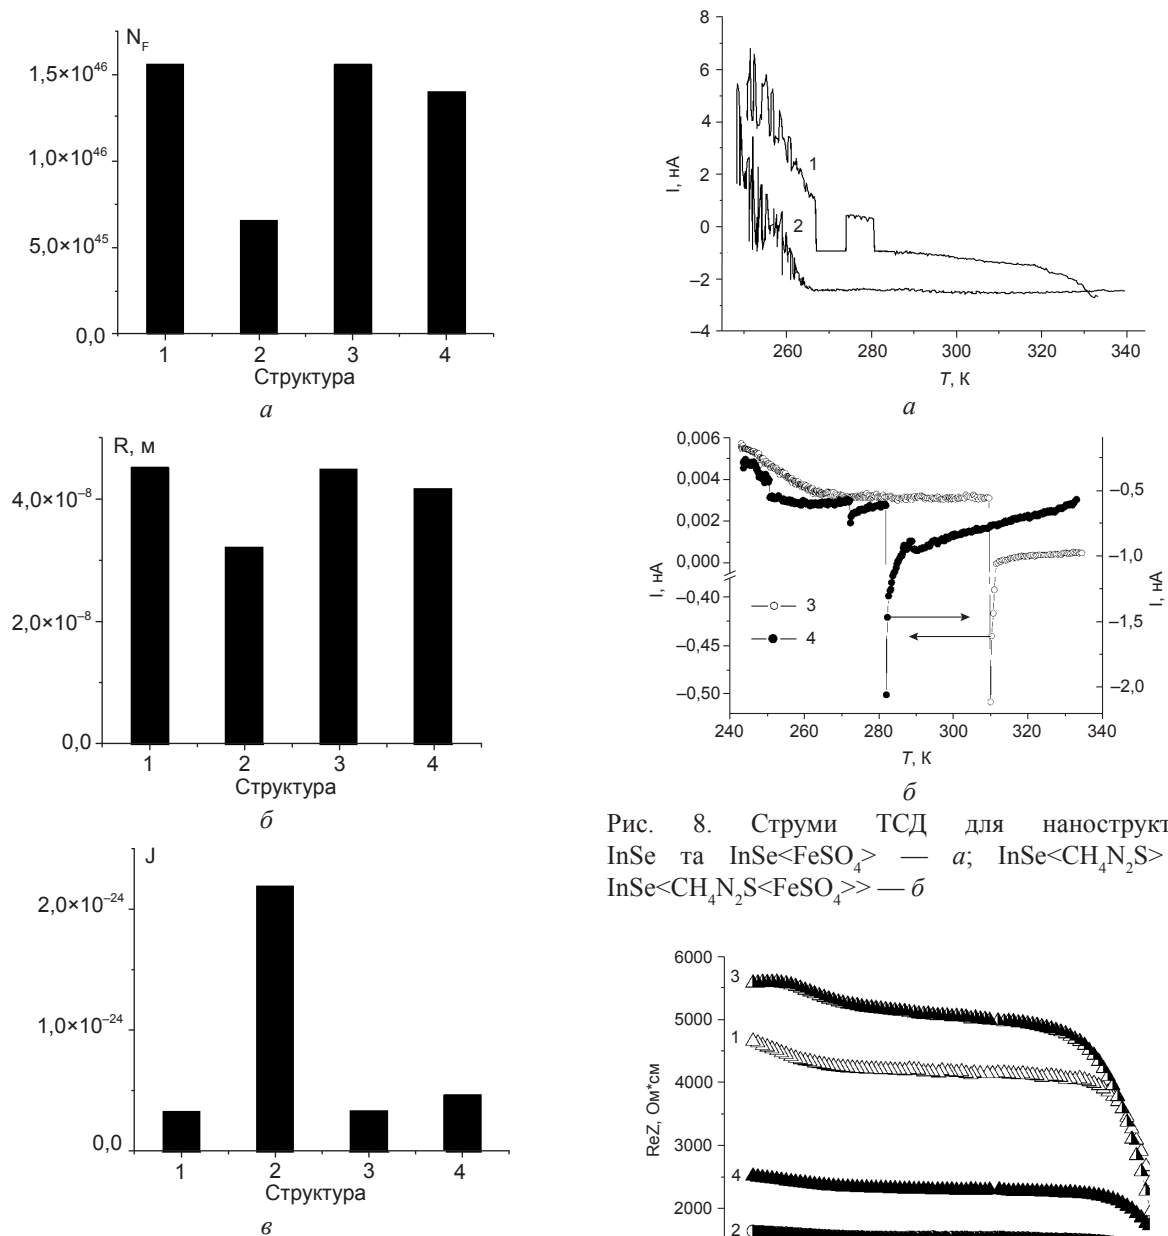 N_F
1,5×10^46
1,0×10^46
5,0×10^45
0,0
1 2 3 4
Структура
а
R, м
4,0×10^–8
2,0×10^–8
0,0
1 2 3 4
Структура
б
J
2,0×10^–24
1,0×10^–24
0,0
1 2 3 4
Структура
в
8
6
4
2
0
–2
–4
I, нА
1
2
260 280 300 320 340
T, К
а
0,006
0,004
0,002
0,000
–0,40
–0,45
–0,50
I, нА
3
4
–0,5
–1,0
–1,5
–2,0
I, нА
240 260 280 300 320 340
T, К
б
Рис. 8. Струми ТСД для наноструkt
InSe та InSe<FeSO_4> — а; InSe<CH_4N_2S>
InSe<CH_4N_2S<FeSO_4>> — б
6000
5000
4000
3000
2000
ReZ, Ом*см
3
1
4
2